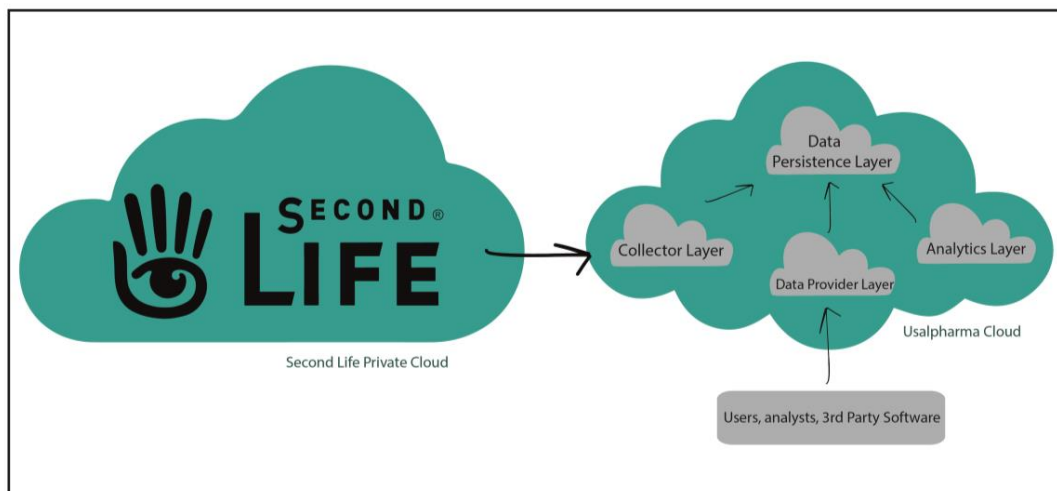 SECOND®
LIFE
Second Life Private Cloud
Data
Persistence Layer
Collector Layer
Analytics Layer
Data Provider Layer
Usalpharma Cloud
Users, analysts, 3rd Party Software